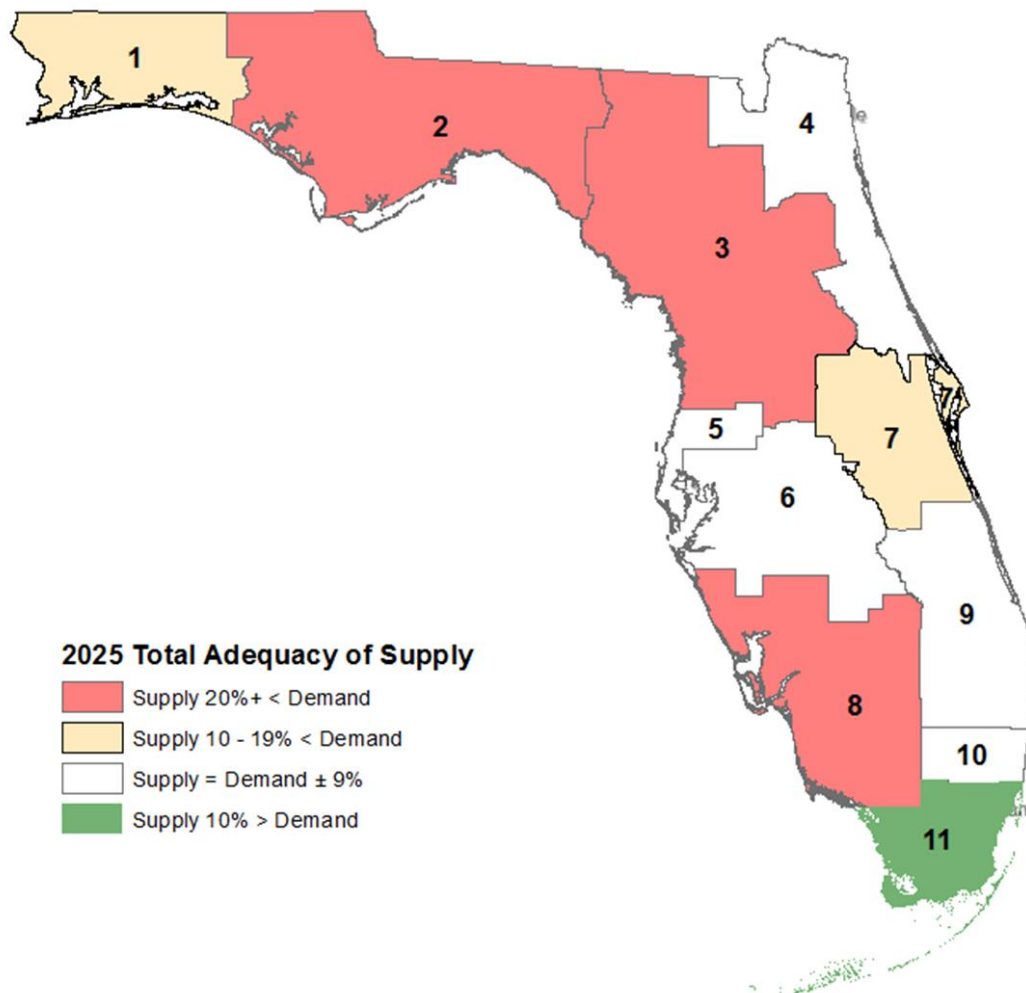 1
2
4
3
5
7
7
6
9
8
10
11
2025 Total Adequacy of Supply
Supply 20%+ < Demand
Supply 10 - 19% < Demand
Supply = Demand ± 9%
Supply 10% > Demand